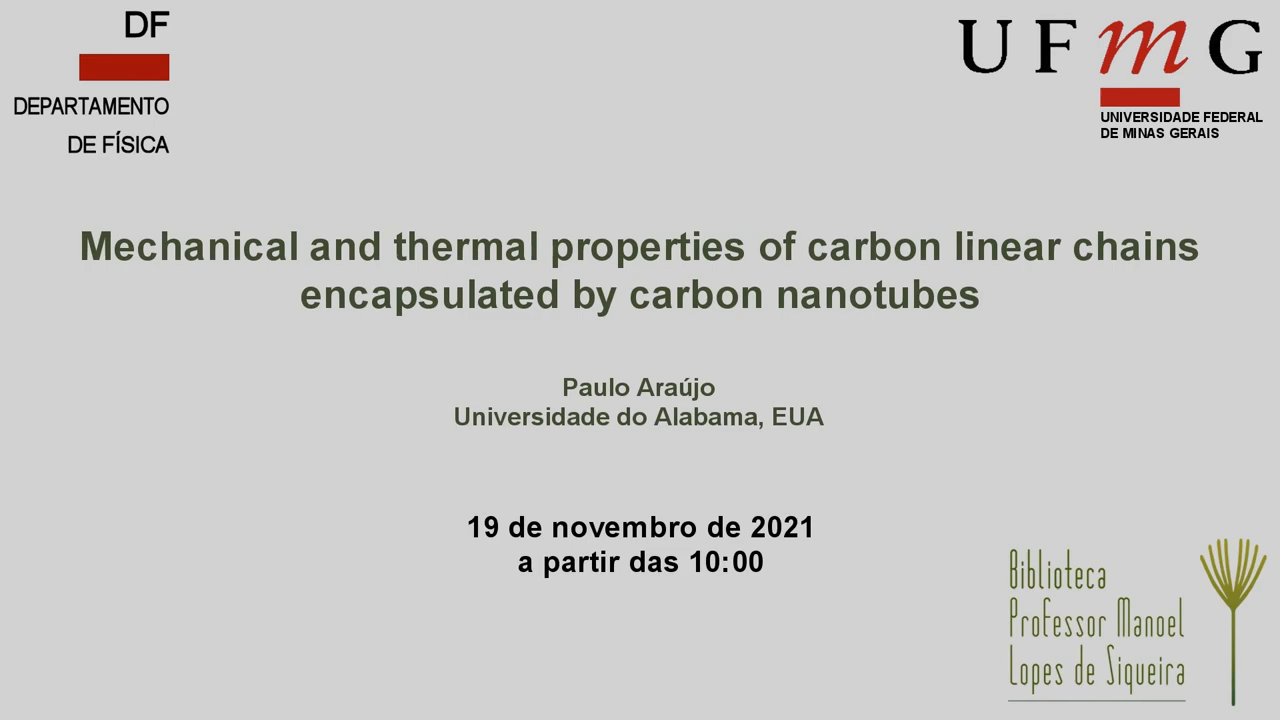 DF
DEPARTAMENTO
DE FÍSICA
UFmG
UNIVERSIDADE FEDERAL
DE MINAS GERAIS
Mechanical and thermal properties of carbon linear chains
encapsulated by carbon nanotubes
Paulo Araújo
Universidade do Alabama, EUA
19 de novembro de 2021
a partir das 10:00
Biblioteca
Professor Manoel
Lopes de Siqueira